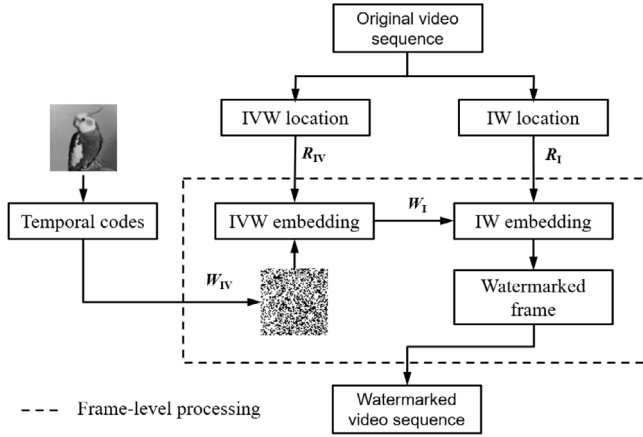 Original video
sequence
IVW location
IW location
R_IV
R_I
Temporal codes
IVW embedding
W_I
IW embedding
W_IV
Watermarked
frame
Watermarked
video sequence
Frame-level processing